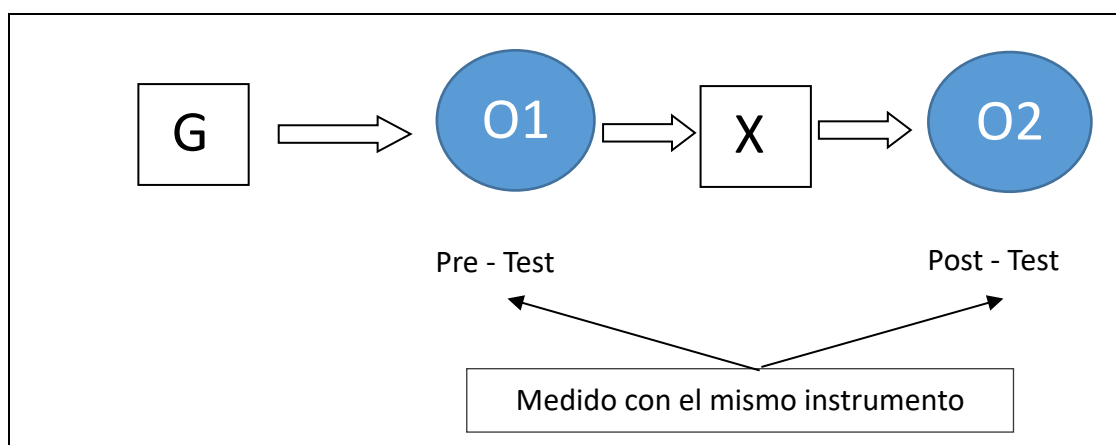 G
O1
X
O2
Pre - Test
Post - Test
Medido con el mismo instrumento